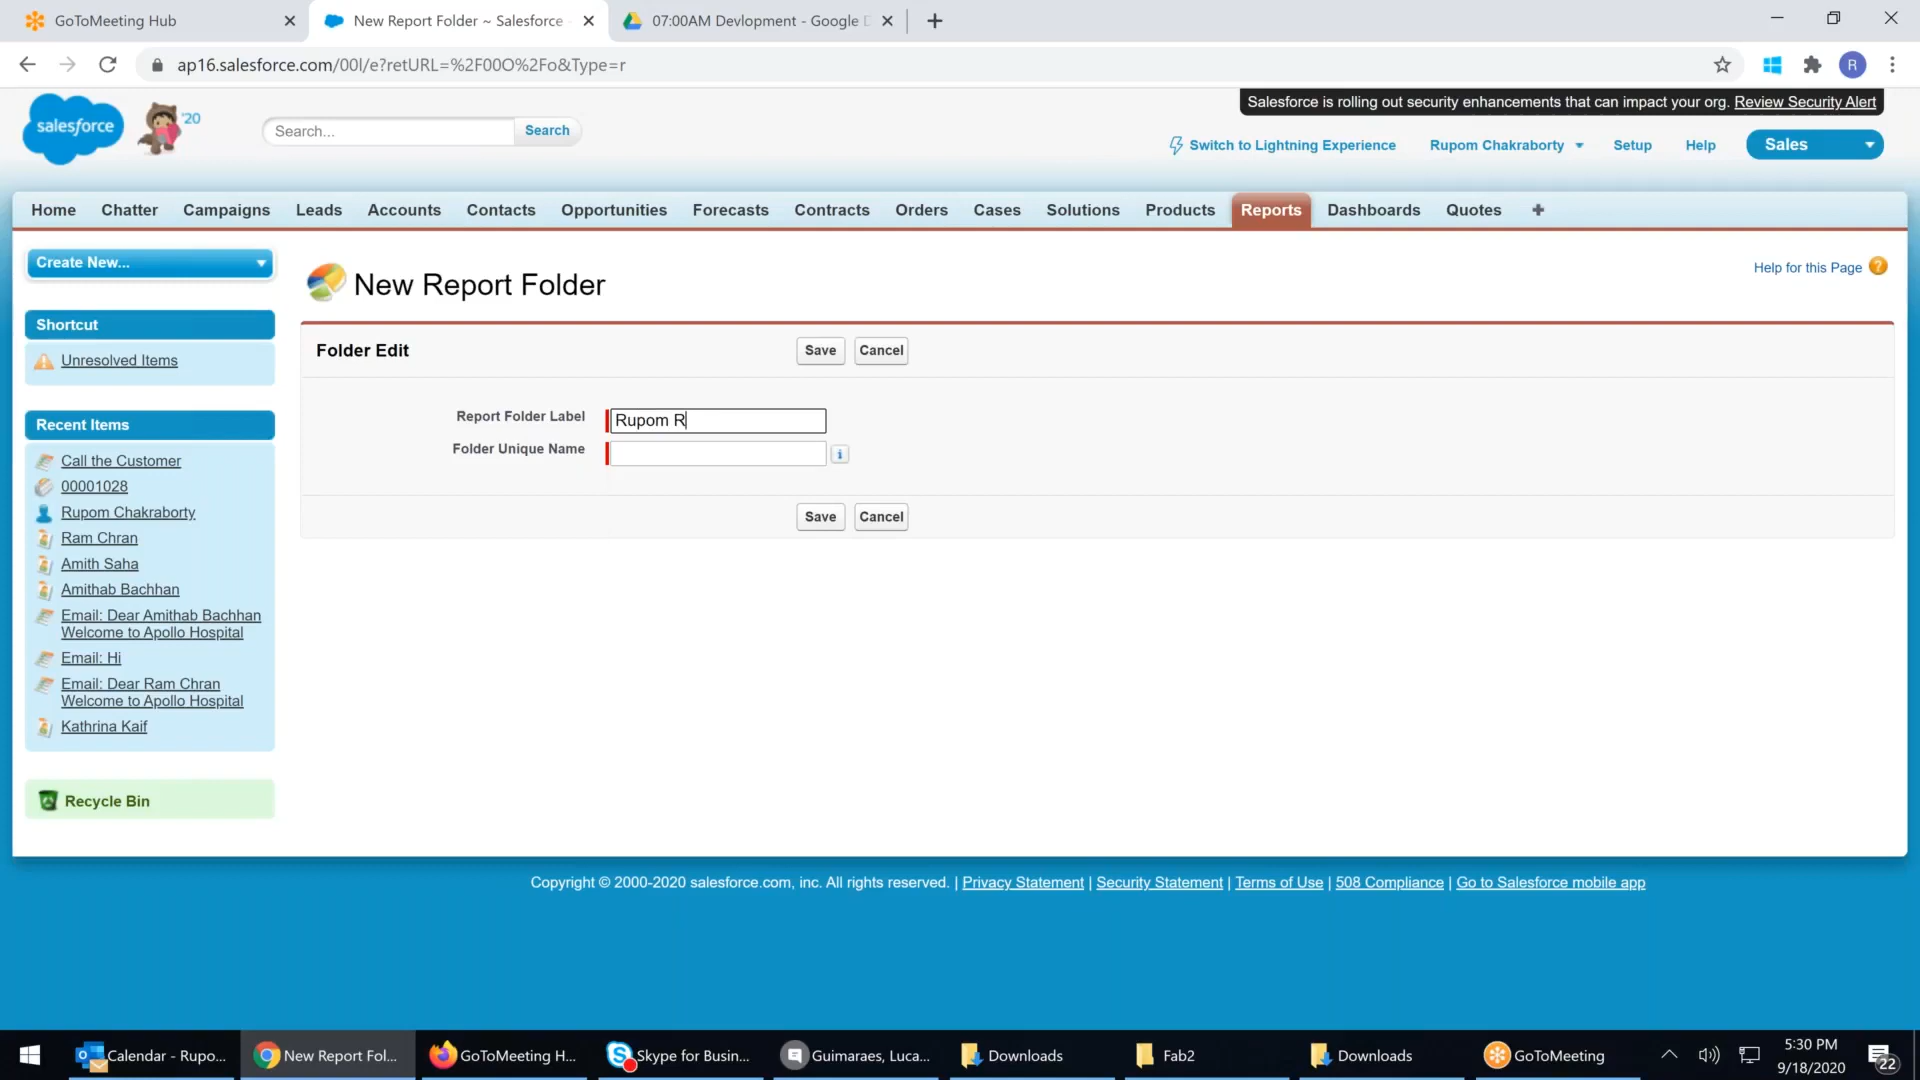 GoToMeeting Hub
New Report Folder ~ Salesforce
07:00AM Devlopment - Google D
ap16.salesforce.com/00l/e?retURL=%2F00O%2Fo&Type=r
R
Salesforce is rolling out security enhancements that can impact your org. Review Security Alert
salesforce
'20
Search...
Search
Switch to Lightning Experience
Rupom Chakraborty
Setup
Help
Sales
Home
Chatter
Campaigns
Leads
Accounts
Contacts
Opportunities
Forecasts
Contracts
Orders
Cases
Solutions
Products
Reports
Dashboards
Quotes
Create New...
Shortcut
Unresolved Items
Recent Items
Call the Customer
00001028
Rupom Chakraborty
Ram Chran
Amith Saha
Amithab Bachhan
Email: Dear Amithab Bachhan
Welcome to Apollo Hospital
Email: Hi
Email: Dear Ram Chran
Welcome to Apollo Hospital
Kathrina Kaif
Recycle Bin
New Report Folder
Help for this Page
Folder Edit
Save
Cancel
Report Folder Label
Rupom R
Folder Unique Name
Save
Cancel
Copyright © 2000-2020 salesforce.com, inc. All rights reserved. | Privacy Statement | Security Statement | Terms of Use | 508 Compliance | Go to Salesforce mobile app
Calendar - Rupo...
New Report Fol...
GoToMeeting H...
Skype for Busin...
Guimaraes, Luca...
Downloads
Fab2
Downloads
GoToMeeting
5:30 PM
9/18/2020
22